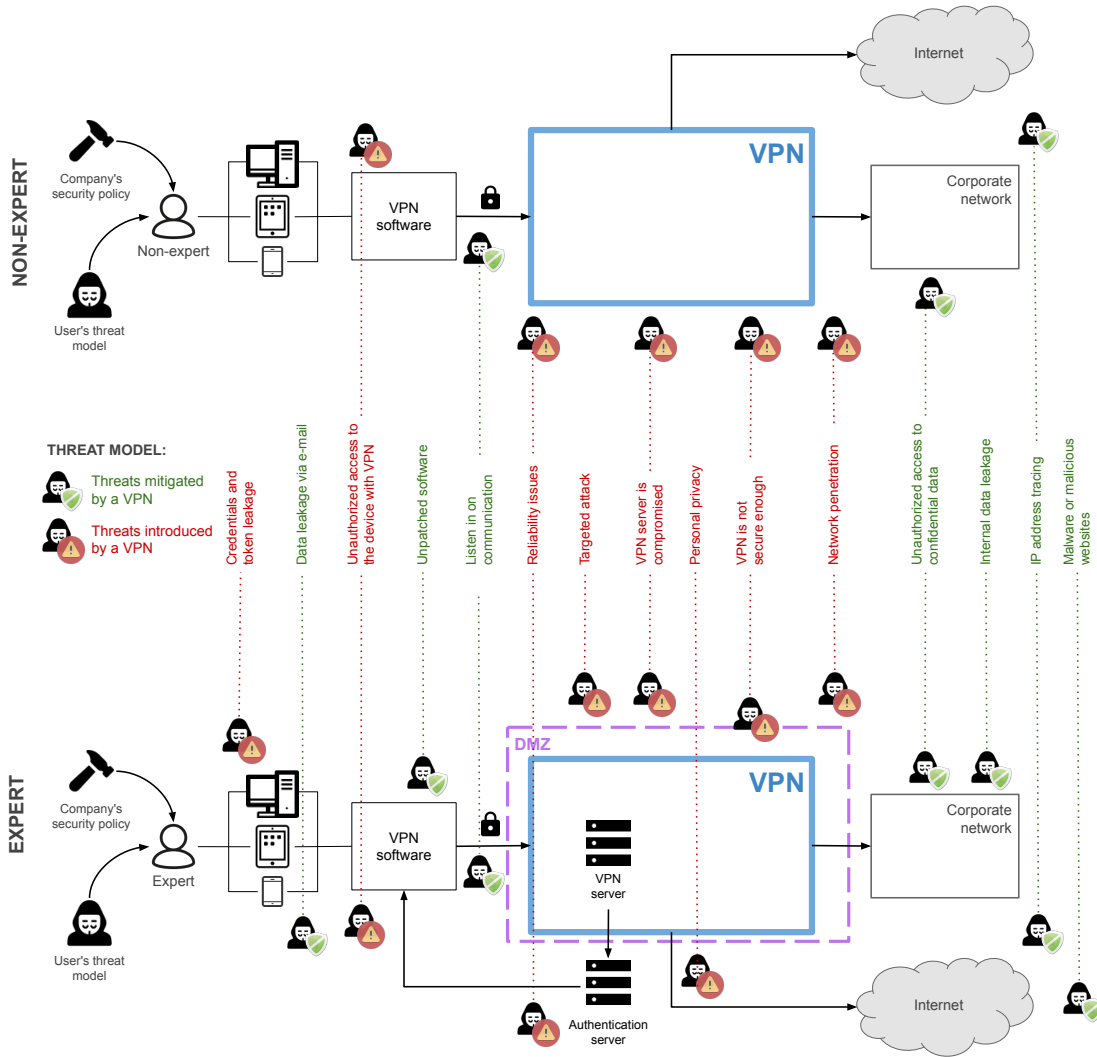 Internet
NON-EXPERT
Company's
security policy
Non-expert
User's threat
model
VPN
software
VPN
Corporate
network
THREAT MODEL:
Threats mitigated
by a VPN
Threats introduced
by a VPN
Credentials and
token leakage
Data leakage via e-mail
Unauthorized access to
the device with VPN
Unpatched software
Listen in on
communication
Reliability issues
Targeted attack
VPN server is
compromised
Personal privacy
VPN IIs not
secure enough
Network penetration
Unauthorized access to
confidential data
Internal data leakage
IP address tracing
Malware or malicious
websites
EXPERT
Company's
security policy
Expert
User's threat
model
VPN
software
DMZ
VPN
VPN
server
Authentication
server
Corporate
network
Internet